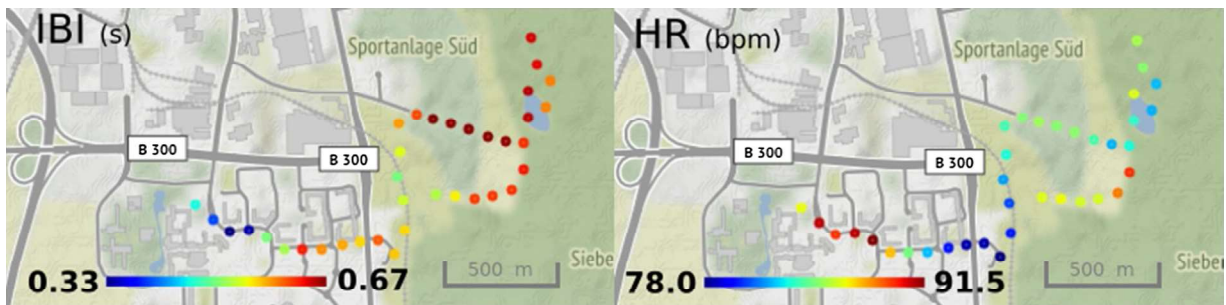 IBI (s)
Sportanlage Süd
B 300
B 300
Siebe
500 m
0.33
0.67
HR (bpm)
Sportanlage Süd
B 300
B 300
Sieber
500 m
78.0
91.5